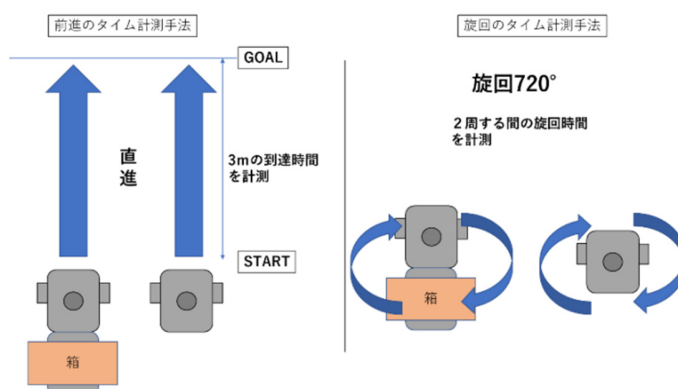 前進のタイム計測手法
GOAL
直進
3mの到達時間
を計測
START
箱
旋回のタイム計測手法
旋回720°
２周する間の旋回時間
を計測
箱